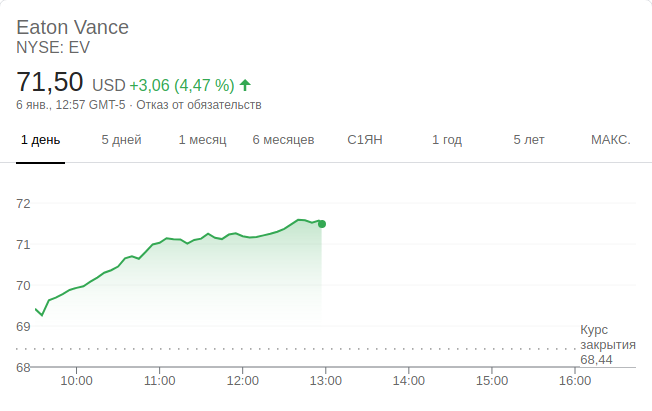 Eaton Vance
NYSE: EV
71,50 USD +3,06 (4,47 %)
6 янв., 12:57 GMT-5 · Отказ от обязательств
1 день 5 дней 1 месяц 6 месяцев С1ЯН 1 год 5 лет МАКС.
72
71
70
69
Курс
закрытия
68,44
68
10:00 11:00 12:00 13:00 14:00 15:00 16:00